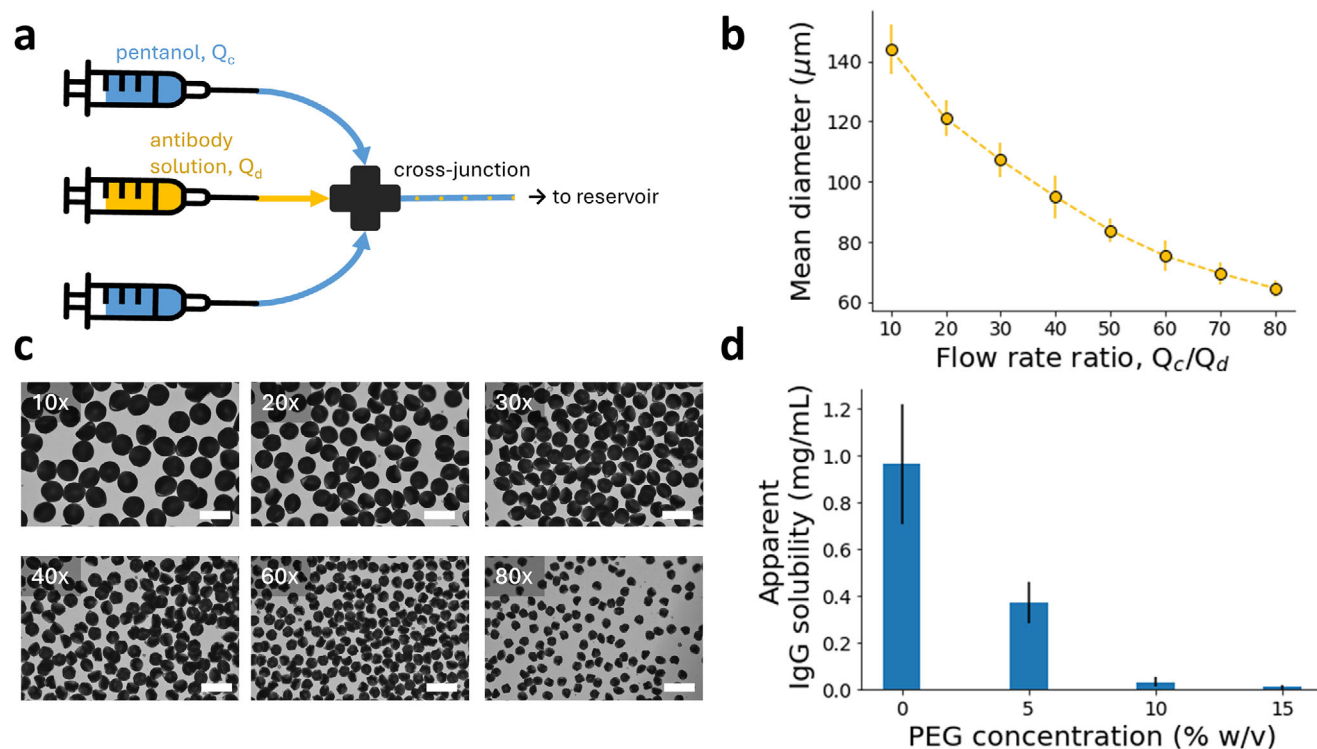 a
pentanol, Qc
antibody
solution, Qd
cross-junction
→ to reservoir
b
Mean diameter (μm)
140
120
100
80
60
10 20 30 40 50 60 70 80
Flow rate ratio, Qc/Qd
c
10x
20x
30x
40x
60x
80x
d
Apparent
IgG solubility (mg/mL)
1.2
1.0
0.8
0.6
0.4
0.2
0.0
0 5 10 15
PEG concentration (% w/v)